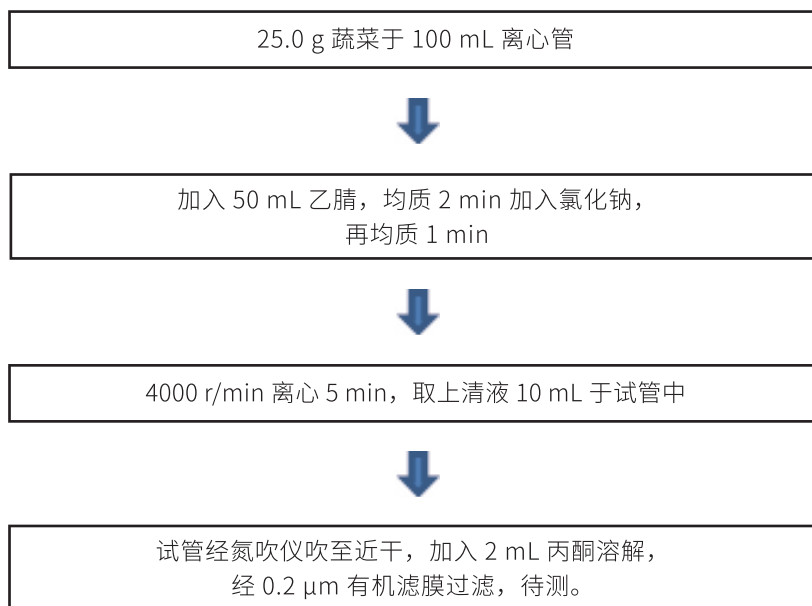 25.0 g 蔬菜于 100 mL 离心管
加入 50 mL 乙腈，均质 2 min 加入氯化钠，
再均质 1 min
4000 r/min 离心 5 min，取上清液 10 mL 于试管中
试管经氮吹仪吹至近干，加入 2 mL 丙酮溶解，
经 0.2 μm 有机滤膜过滤，待测。